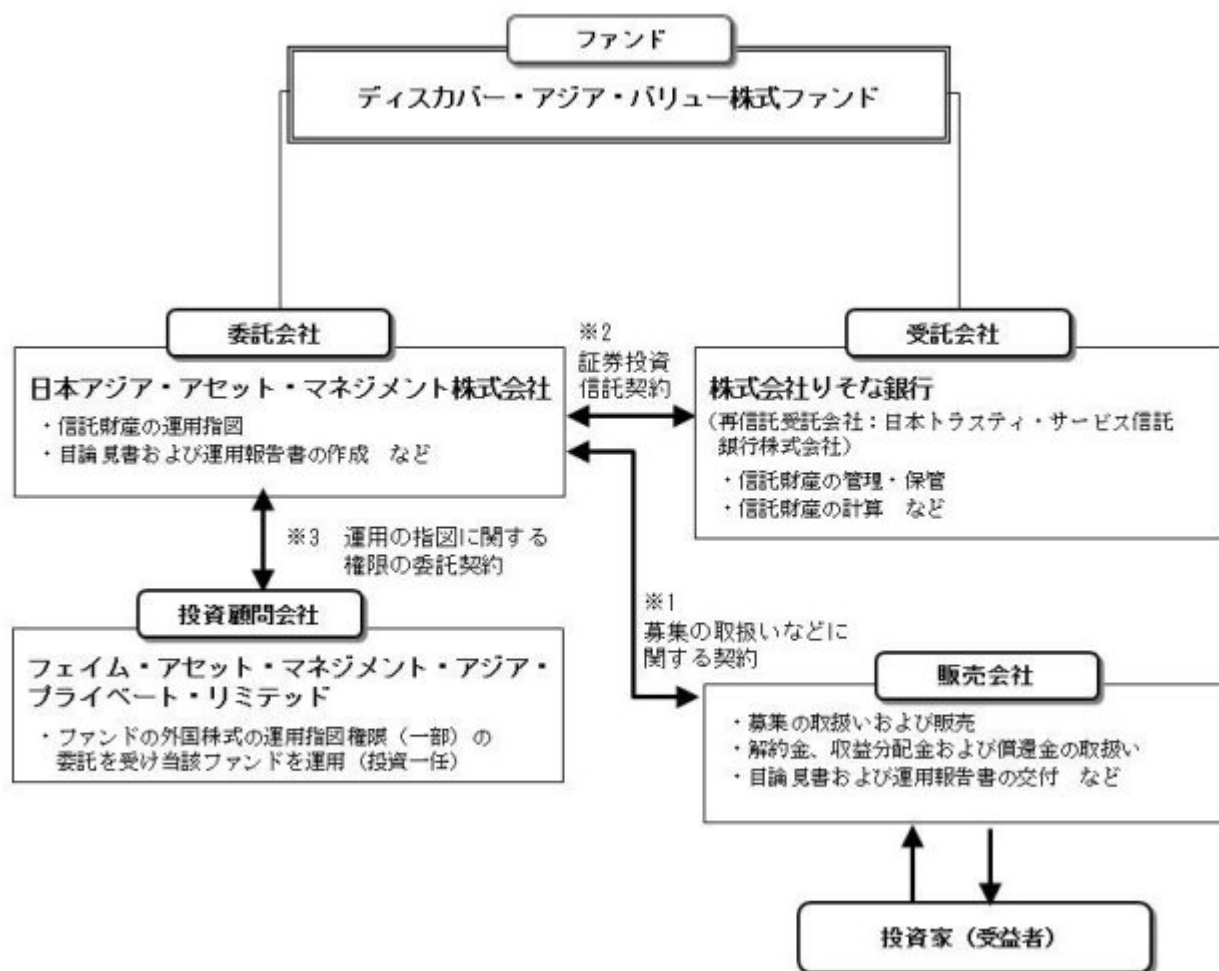 ファンド
ディスカバー・アジア・バリュー株式ファンド
委託会社
日本アジア・アセット・マネジメント株式会社
・信託財産の運用指図
・目論見書および運用報告書の作成　など
※2
証券投資
信託契約
受託会社
株式会社りそな銀行
（再信託受託会社：日本トラスティ・サービス信託
銀行株式会社）
・信託財産の管理・保管
・信託財産の計算　など
※3　運用の指図に関する
権限の委託契約
投資顧問会社
フェイム・アセット・マネジメント・アジア・
プライベート・リミテッド
・ファンドの外国株式の運用指図権限（一部）の
委託を受け当該ファンドを運用（投資一任）
※1
募集の取扱いなどに
関する契約
販売会社
・募集の取扱いおよび販売
・解約金、収益分配金および償還金の取扱い
・目論見書および運用報告書の交付　など
投資家（受益者）